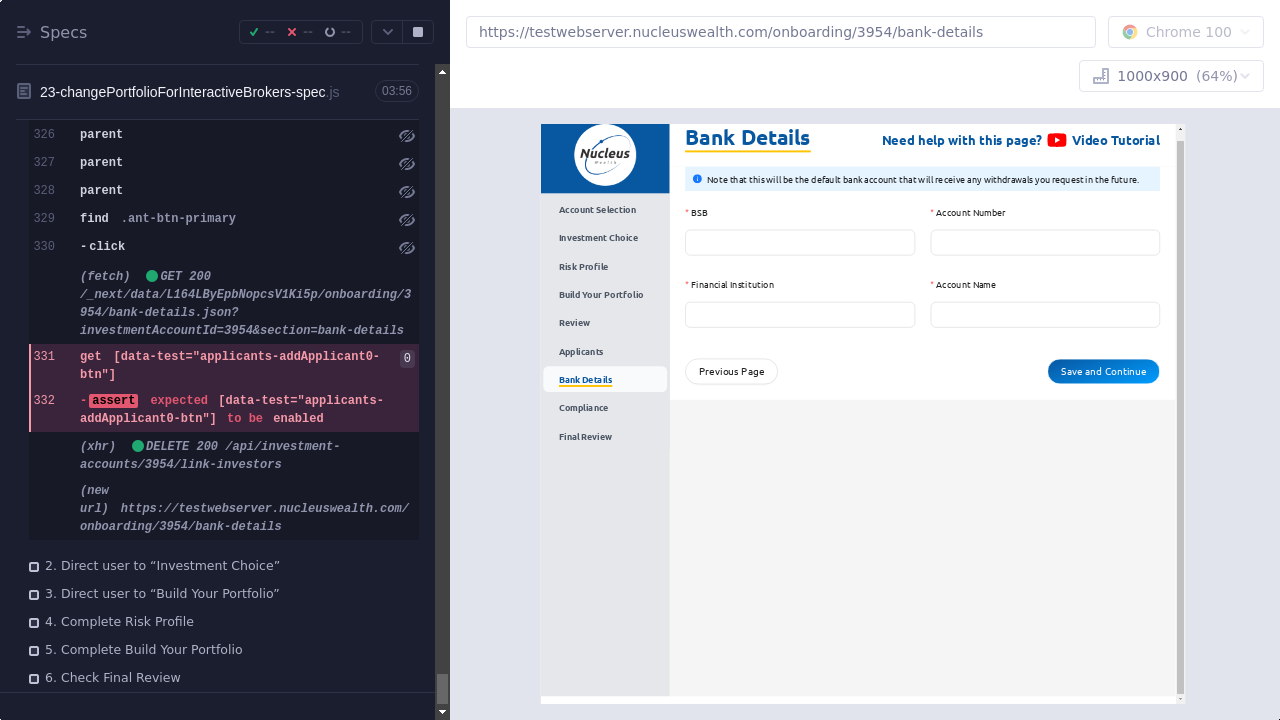 Specs
--
--
--
23-changePortfolioForInteractiveBrokers-spec.js
03:56
326 parent
327 parent
328 parent
329 find .ant-btn-primary
330 -click
(fetch) GET 200
/_next/data/L164LByEpbNopcsV1Ki5p/onboarding/3
954/bank-details.json?
investmentAccountId=3954&section=bank-details
331 get [data-test="applicants-addApplicant0-
btn"]
0
332 -assert expected [data-test="applicants-
addApplicant0-btn"] to be enabled
(xhr) DELETE 200 /api/investment-
accounts/3954/link-investors
(new
url) https://testwebserver.nucleuswealth.com/
onboarding/3954/bank-details
2. Direct user to “Investment Choice”
3. Direct user to “Build Your Portfolio”
4. Complete Risk Profile
5. Complete Build Your Portfolio
6. Check Final Review
https://testwebserver.nucleuswealth.com/onboarding/3954/bank-details
Chrome 100
1000x900 (64%)
Nucleus
Wealth
Account Selection
Investment Choice
Risk Profile
Build Your Portfolio
Review
Applicants
Bank Details
Compliance
Final Review
Bank Details
Need help with this page? Video Tutorial
Note that this will be the default bank account that will receive any withdrawals you request in the future.
* BSB
* Account Number
* Financial Institution
* Account Name
Previous Page
Save and Continue